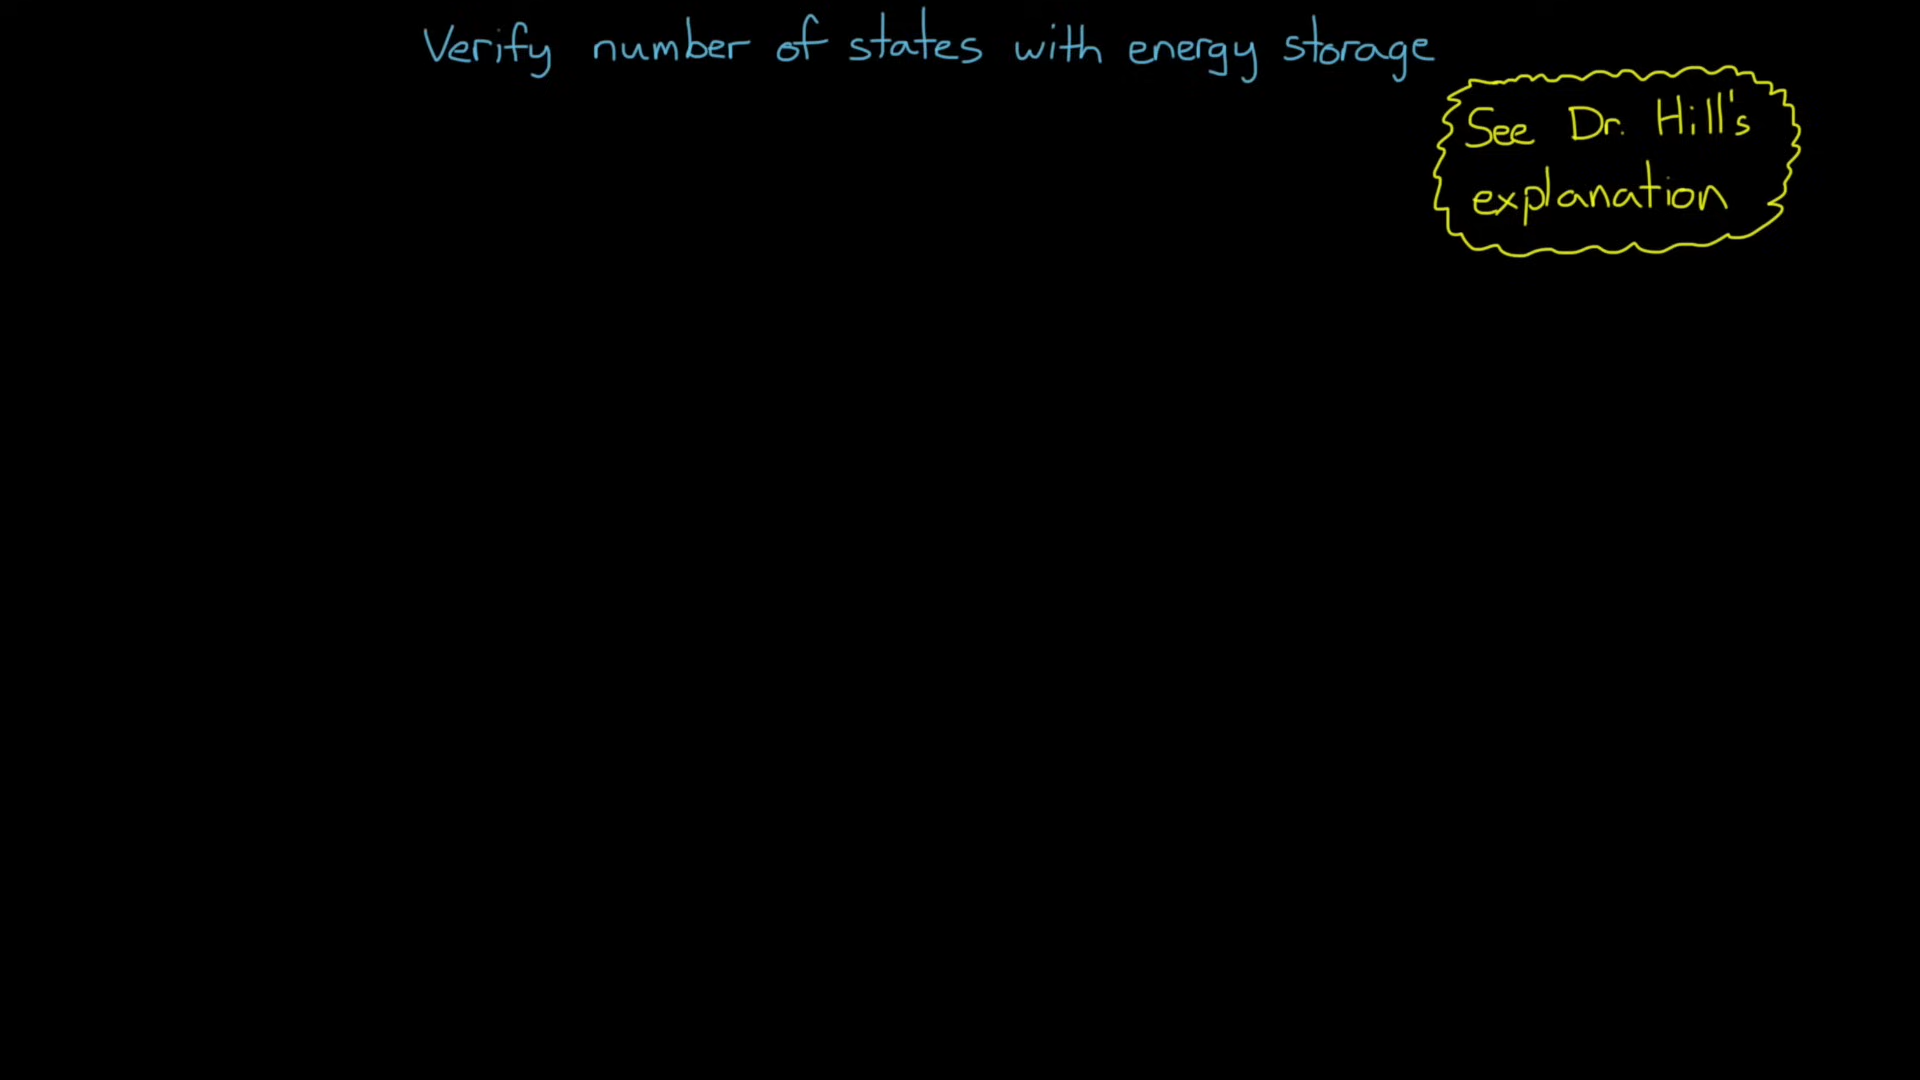 Verify number of states with energy storage
See Dr. Hill's
explanation